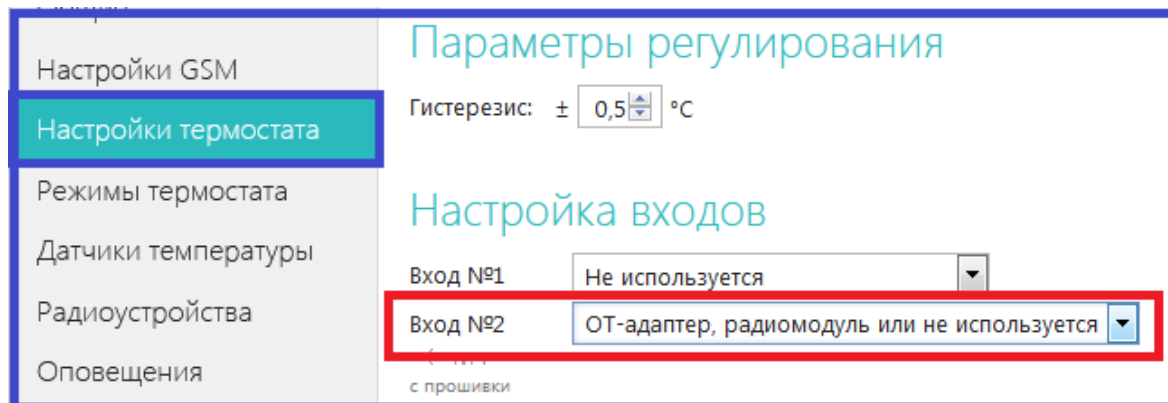 Настройки GSM
Настройки термостата
Режимы термостата
Датчики температуры
Радиоустройства
Оповещения
Параметры регулирования
Гистерезис: ± 0,5 °C
Настройка входов
Вход №1 Не используется
Вход №2 ОТ-адаптер, радиомодуль или не используется
с прошивки